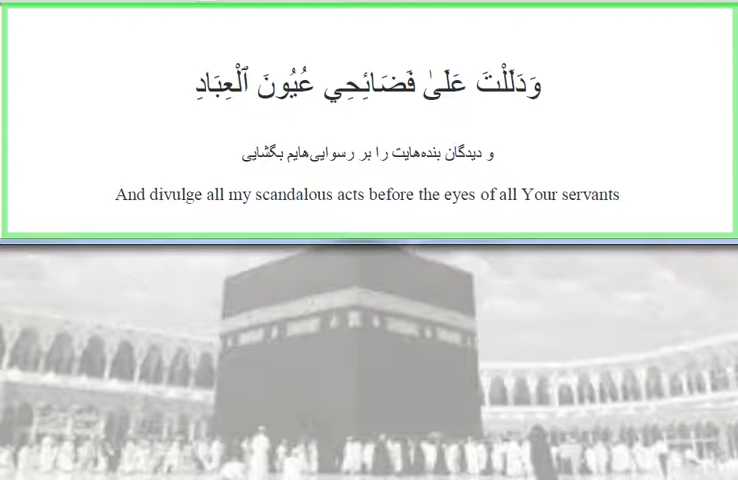 وَدَلَلْتَ عَلَىٰ فَضَائِحِي عُيُونَ ٱلْعِبَادِ
و دیدگان بنده‌هایت را بر رسوایی‌هایم بگشایی
And divulge all my scandalous acts before the eyes of all Your servants